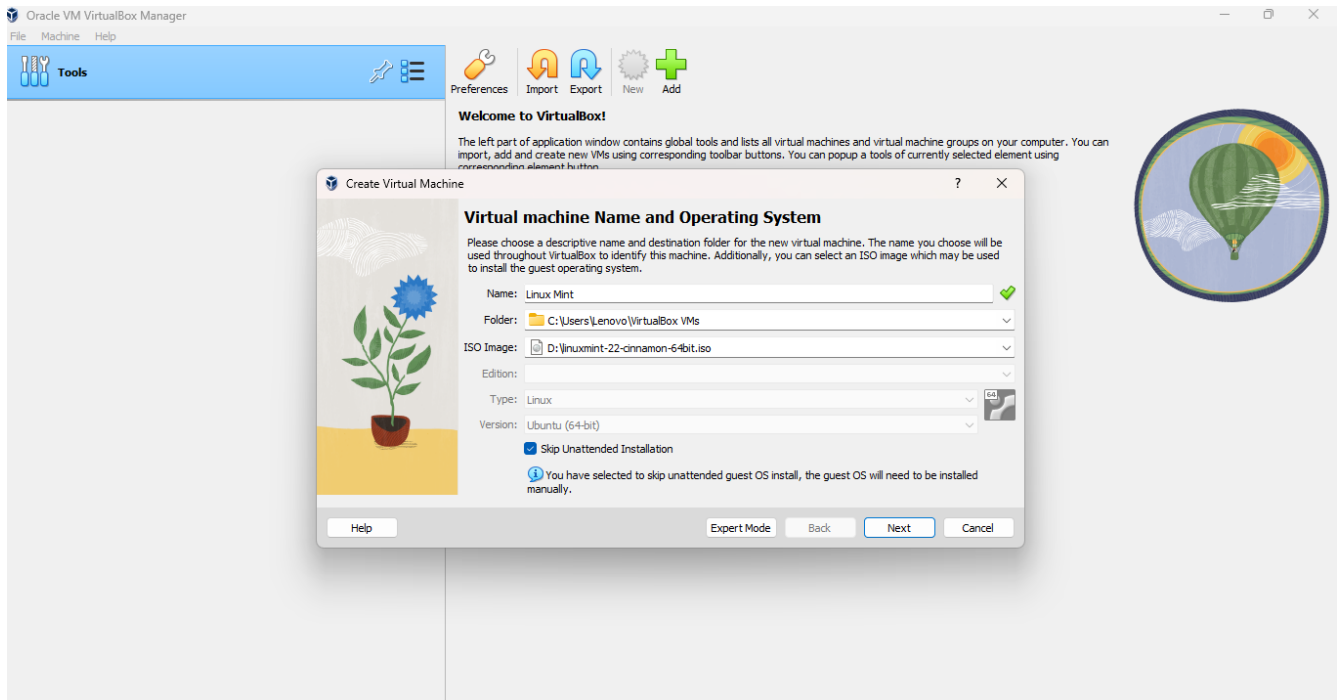 Oracle VM VirtualBox Manager
File Machine Help
Tools
Preferences Import Export New Add
Welcome to VirtualBox!
The left part of application window contains global tools and lists all virtual machines and virtual machine groups on your computer. You can
import, add and create new VMs using corresponding toolbar buttons. You can popup a tools of currently selected element using
corresponding element button
Create Virtual Machine ?
Virtual machine Name and Operating System
Please choose a descriptive name and destination folder for the new virtual machine. The name you choose will be
used throughout VirtualBox to identify this machine. Additionally, you can select an ISO image which may be used
to install the guest operating system.
Name: Linux Mint
Folder: C:\Users\Lenovo\VirtualBox VMs
ISO Image: D:\linuxmint-22-cinnamon-64bit.iso
Edition:
Type: Linux
64
Version: Ubuntu (64-bit)
Skip Unattended Installation
You have selected to skip unattended guest OS install, the guest OS will need to be installed
manually.
Help Expert Mode Back Next Cancel